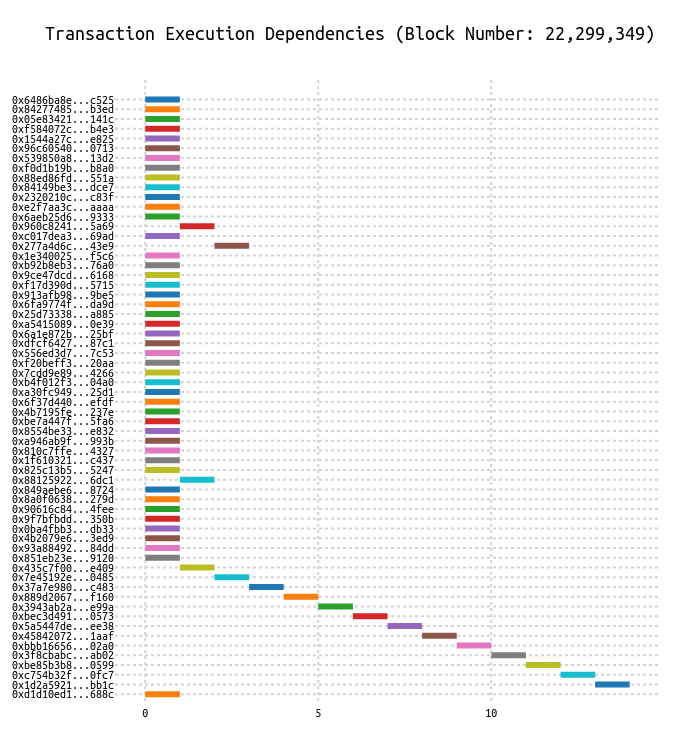 Transaction Execution Dependencies (Block Number: 22,299,349)
0x6486ba8e...c525
0x84277485...b3ed
0x05e83421...141c
0xf584072c...b4e3
0x1544a27c...e825
0x96c60540...0713
0x539850a8...13d2
0xf0d1b19b...b8a0
0x88ed86fd...551a
0x84149be3...dce7
0x2320210c...c83f
0xe2f7aa3c...aaaa
0x6aeb25d6...9333
0x960c8241...5a69
0xc017dea3...69ad
0x277a4d6c...43e9
0x1e340025...f5c6
0xb92b8eb3...76a0
0x9ce47dcd...6168
0xf17d390d...5715
0x913afb98...9be5
0x6fa9774f...da9d
0x25d73338...a885
0xa5415089...0e39
0x6a1e872b...25bf
0xdfcf6427...87c1
0x556ed3d7...7c53
0xf20beff3...20aa
0x7cdd9e89...4266
0xb4f012f3...04a0
0xa30fc949...25d1
0x6f37d440...efdf
0x4b7195fe...237e
0xbe7a447f...5fa6
0x8554be33...e832
0xa946ab9f...993b
0x810c7ffe...4327
0x1f610321...c437
0x825c13b5...5247
0x88125922...6dc1
0x849aebe6...8724
0x8a0f0638...279d
0x90616c84...4fee
0x9f7bfbdd...350b
0x0ba4fbb3...db33
0x4b2079e6...3ed9
0x93a88492...84dd
0x851eb23e...9120
0x435c7f00...e409
0x7e45192e...0485
0x37a7e980...c483
0x889d2067...f160
0x3943ab2a...e99a
0xbec3d491...0573
0x5a5447de...ee38
0x45842072...1aaf
0xbbb16656...02a0
0x3f8cbabc...ab02
0xbe85b3b8...0599
0xc754b32f...0fc7
0x1d2a5921...bb1c
0xd1d10ed1...688c
0 5 10